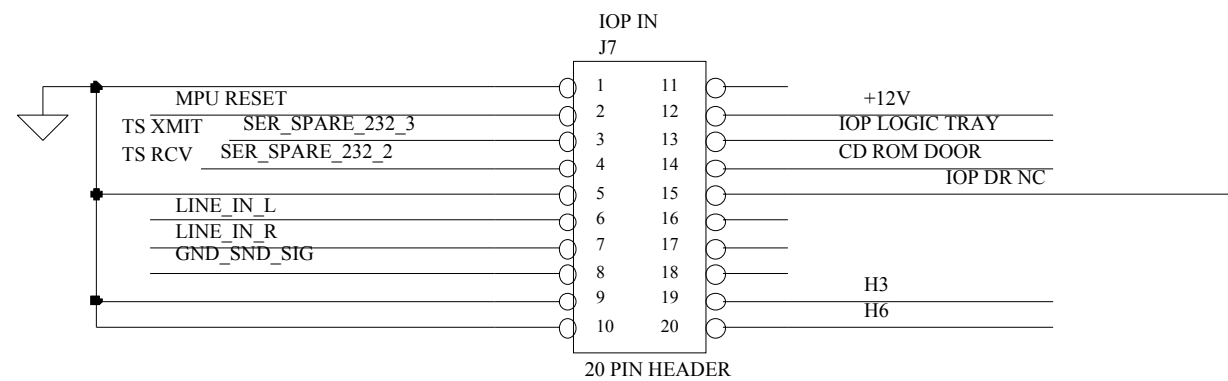 IOP IN
J7
1 11
MPU RESET 2 12 +12V
TS XMIT SER_SPARE_232_3 3 13 IOP LOGIC TRAY
TS RCV SER_SPARE_232_2 4 14 CD ROM DOOR
5 15 IOP DR NC
LINE_IN_L 6 16
LINE_IN_R 7 17
GND_SND_SIG 8 18
9 19 H3
10 20 H6
20 PIN HEADER